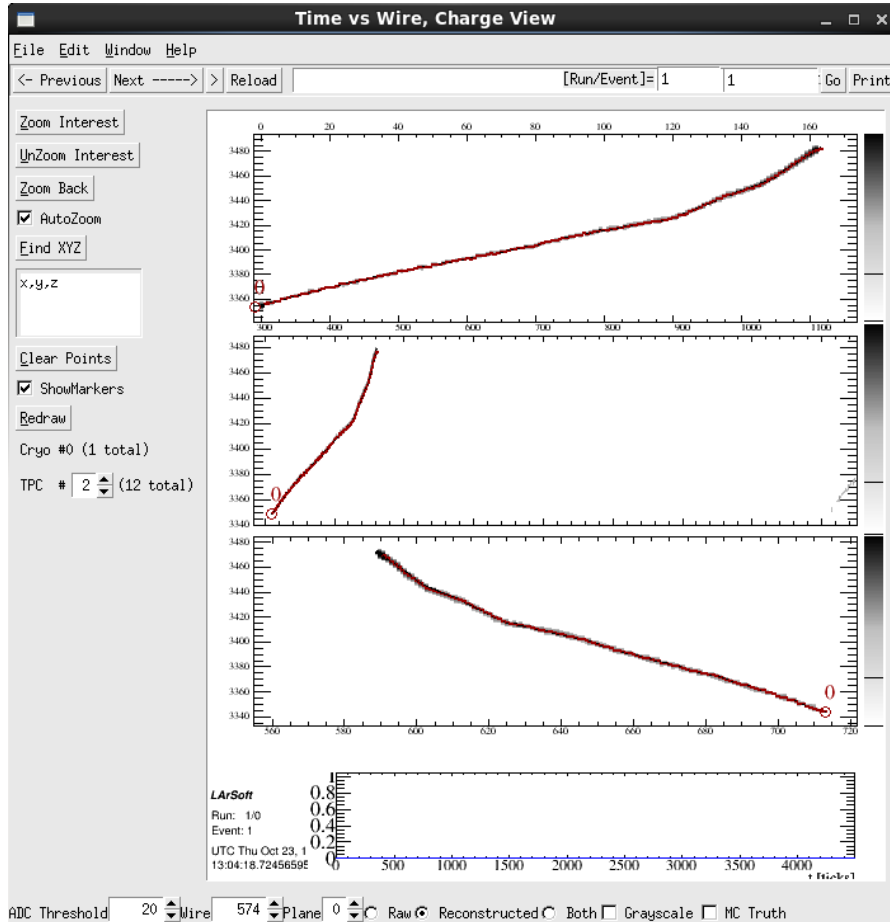 Time vs Wire, Charge View
File Edit Window Help
<- Previous Next -----> > Reload [Run/Event]= 1 1 Go Print
Zoom Interest
UnZoom Interest
Zoom Back
AutoZoom
Find XYZ
x,y,z
Clear Points
ShowMarkers
Redraw
Cryo #0 (1 total)
TPC # 2 (12 total)
0 20 40 60 80 100 120 140 160
3480
3460
3440
3420
3400
3380
3360
0
300 400 500 600 700 800 900 1000 1100
3480
3460
3440
3420
3400
3380
3360
3340
0
3480
3460
3440
3420
3400
3380
3360
3340
0
560 580 600 620 640 660 680 700 720
LArSoft
Run: 1/0
Event: 1
UTC Thu Oct 23, 1
13:04:18.72456595
1
0.8
0.6
0.4
0.2
0
0 500 1000 1500 2000 2500 3000 3500 4000
t [ticks]
ADC Threshold 20 Wire 574 Plane 0 Raw Reconstructed Both Grayscale MC Truth